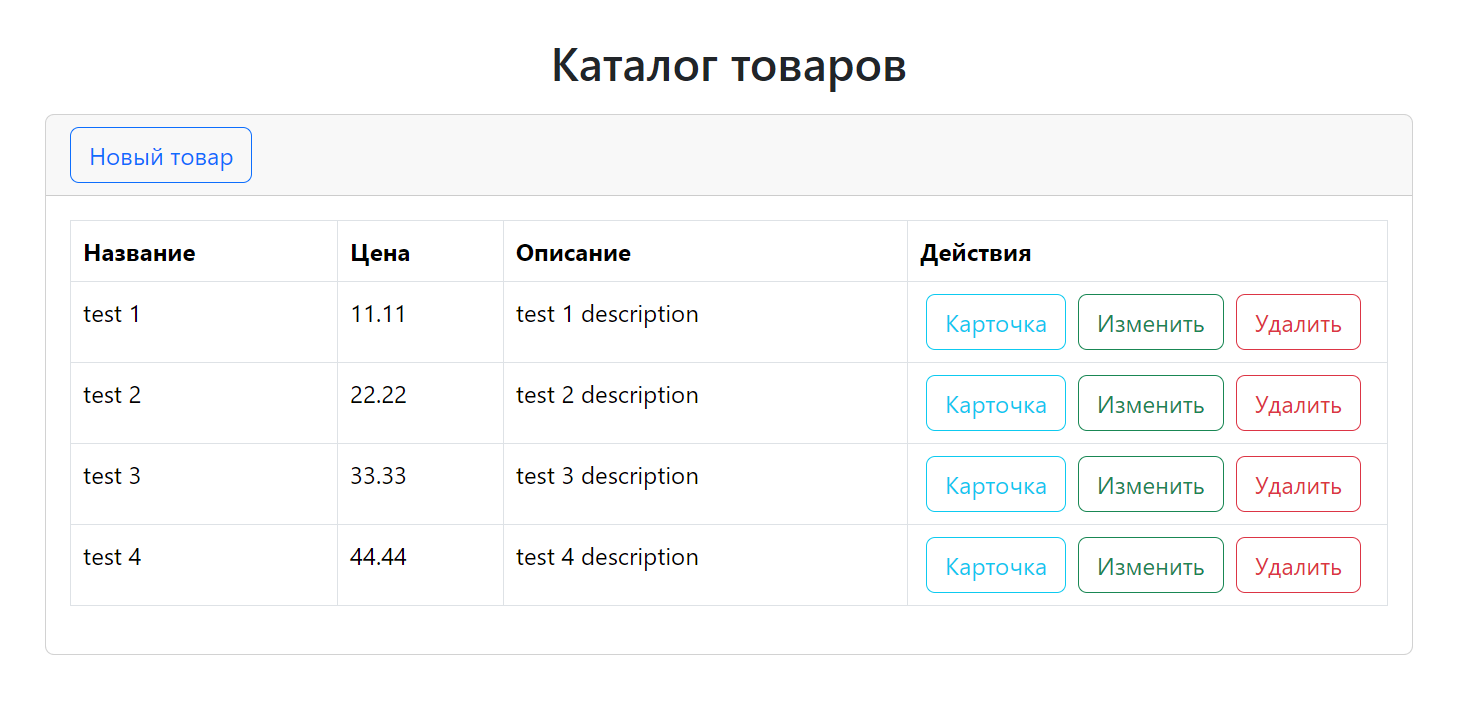 Каталог товаров
Новый товар
Название Цена Описание Действия
test 1 11.11 test 1 description Карточка Изменить Удалить
test 2 22.22 test 2 description Карточка Изменить Удалить
test 3 33.33 test 3 description Карточка Изменить Удалить
test 4 44.44 test 4 description Карточка Изменить Удалить